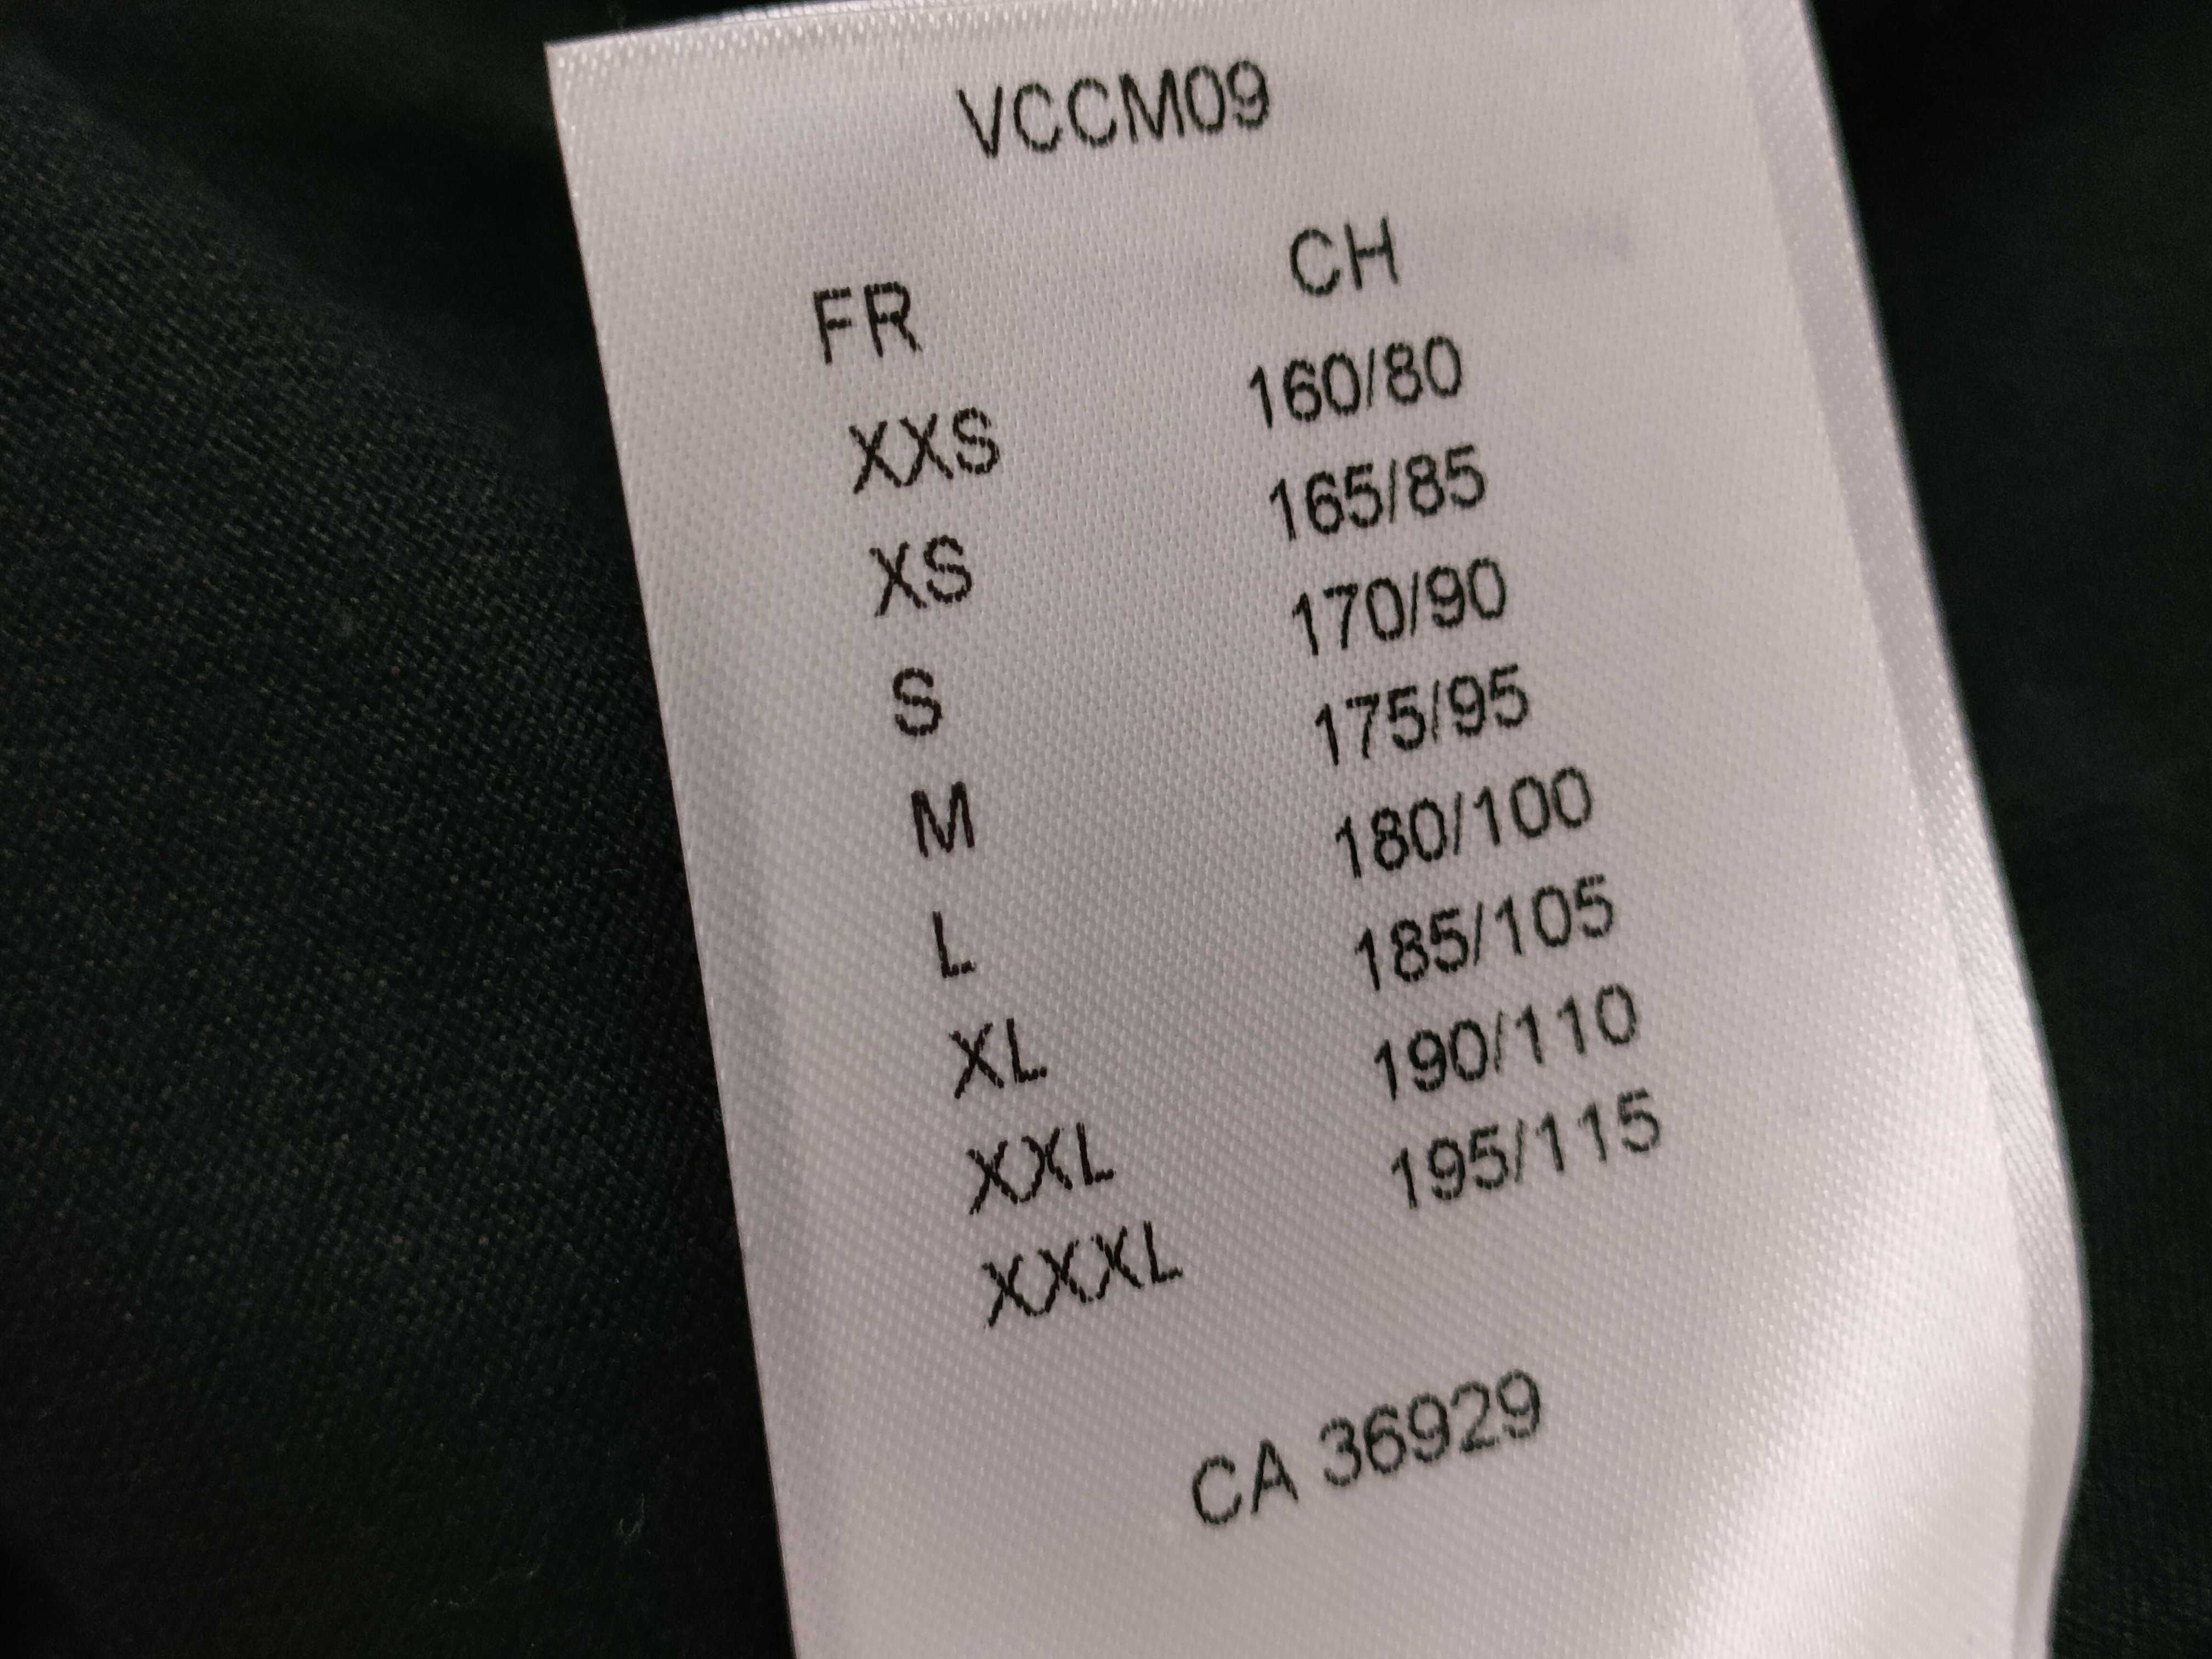 VCCM09
FR CH
XXS 160/80
XS 165/85
S 170/90
M 175/95
L 180/100
XL 185/105
XXL 190/110
XXXL 195/115
CA 36929